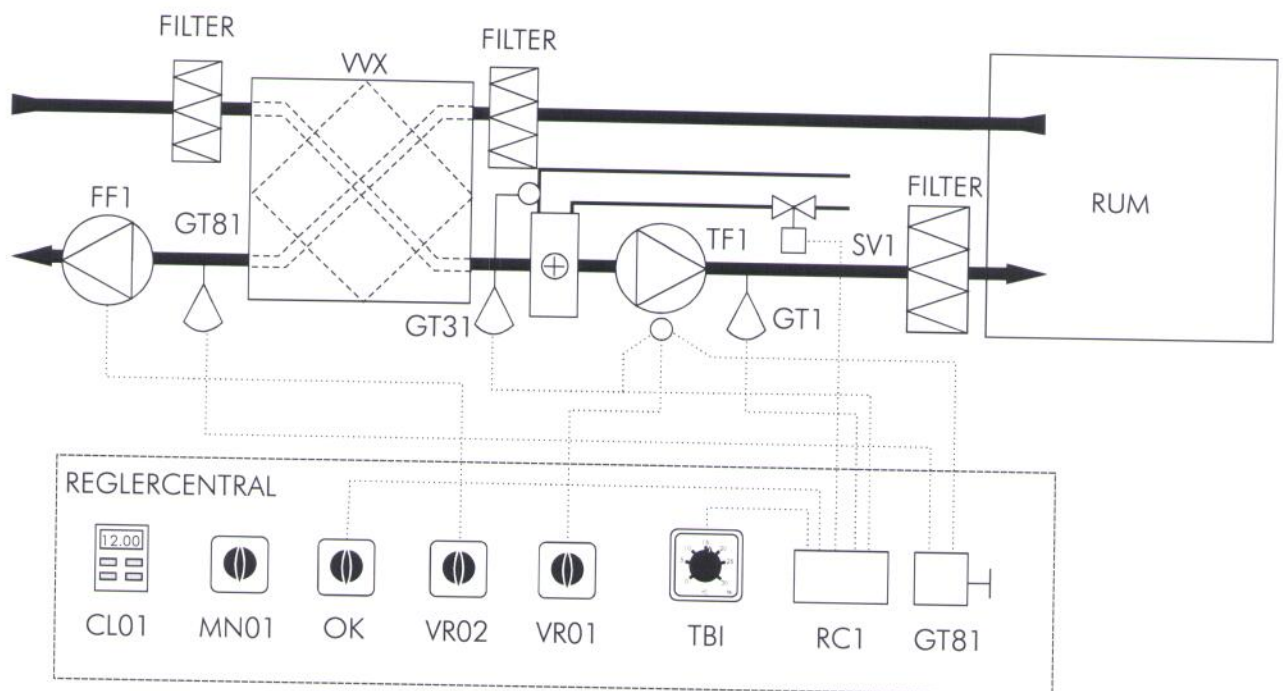 FILTER
FILTER
VVX
FILTER
RUM
FF1
GT81
TF1
SV1
GT31
GT1
REGLERCENTRAL
12.00
CL01
MN01
OK
VR02
VR01
TBI
RC1
GT81